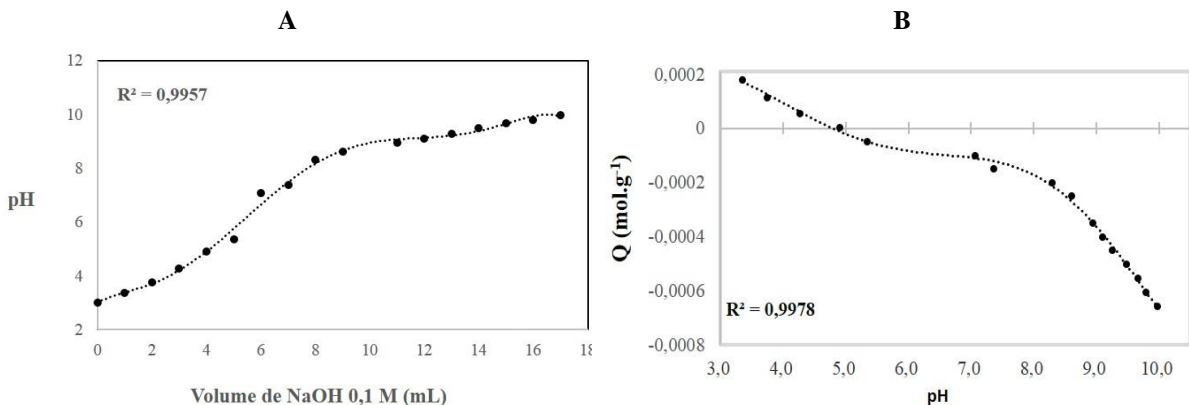 A
12
10
8
6
4
2
R² = 0,9957
pH
0 2 4 6 8 10 12 14 16 18
Volume de NaOH 0,1 M (mL)
B
0,0002
0
-0,0002
-0,0004
-0,0006
-0,0008
Q (mol.g⁻¹)
R² = 0,9978
3,0 4,0 5,0 6,0 7,0 8,0 9,0 10,0
pH